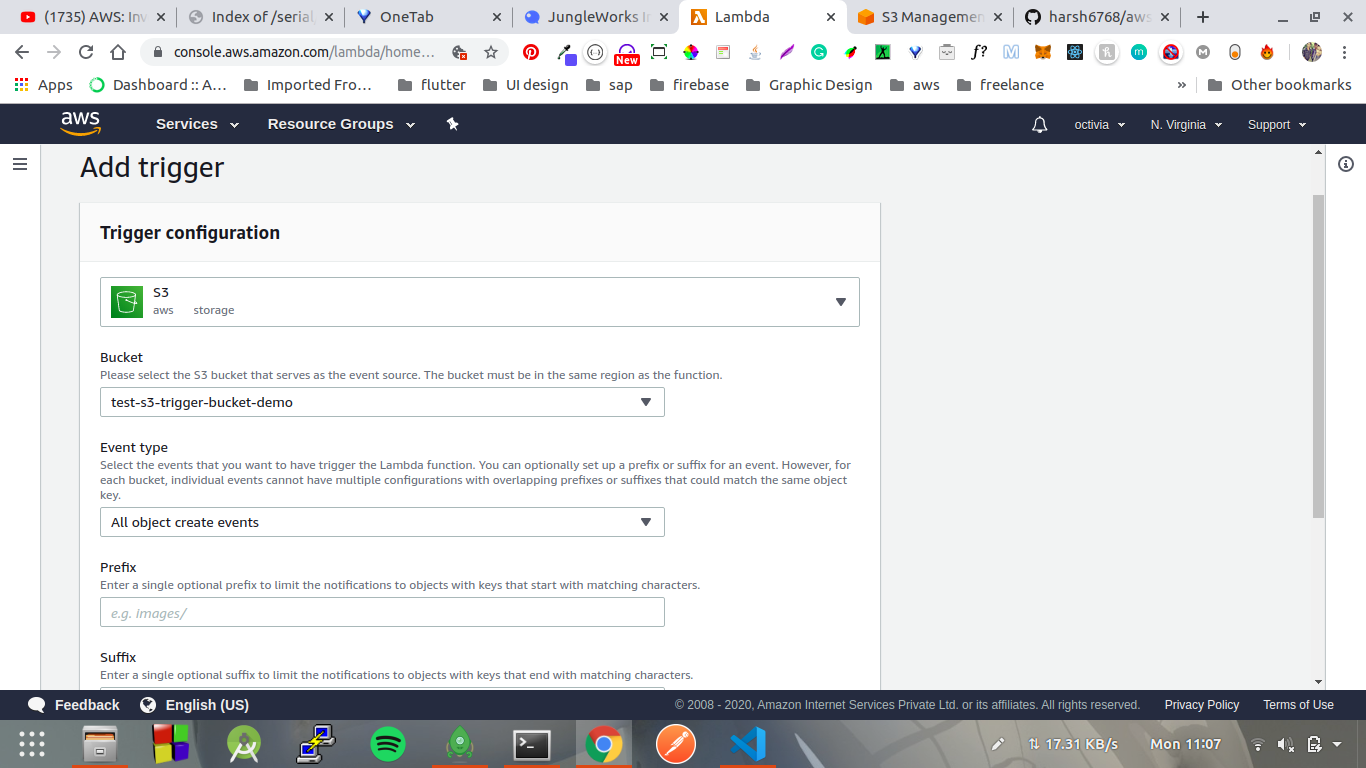 (1735) AWS: Inv
Index of /serial,
OneTab
JungleWorks In
Lambda
S3 Managemen
harsh6768/aws
console.aws.amazon.com/lambda/home...
New
f?
Apps
Dashboard :: A...
Imported Fro...
flutter
UI design
sap
firebase
Graphic Design
aws
freelance
»
Other bookmarks
aws
Services
Resource Groups
octivia
N. Virginia
Support
Add trigger
Trigger configuration
S3
aws storage
Bucket
Please select the S3 bucket that serves as the event source. The bucket must be in the same region as the function.
test-s3-trigger-bucket-demo
Event type
Select the events that you want to have trigger the Lambda function. You can optionally set up a prefix or suffix for an event. However, for
each bucket, individual events cannot have multiple configurations with overlapping prefixes or suffixes that could match the same object
key.
All object create events
Prefix
Enter a single optional prefix to limit the notifications to objects with keys that start with matching characters.
e.g. Images/
Suffix
Enter a single optional suffix to limit the notifications to objects with keys that end with matching characters.
Feedback
English (US)
© 2008 - 2020, Amazon Internet Services Private Ltd. or its affiliates. All rights reserved.
Privacy Policy
Terms of Use
17.31 KB/s
Mon 11:07